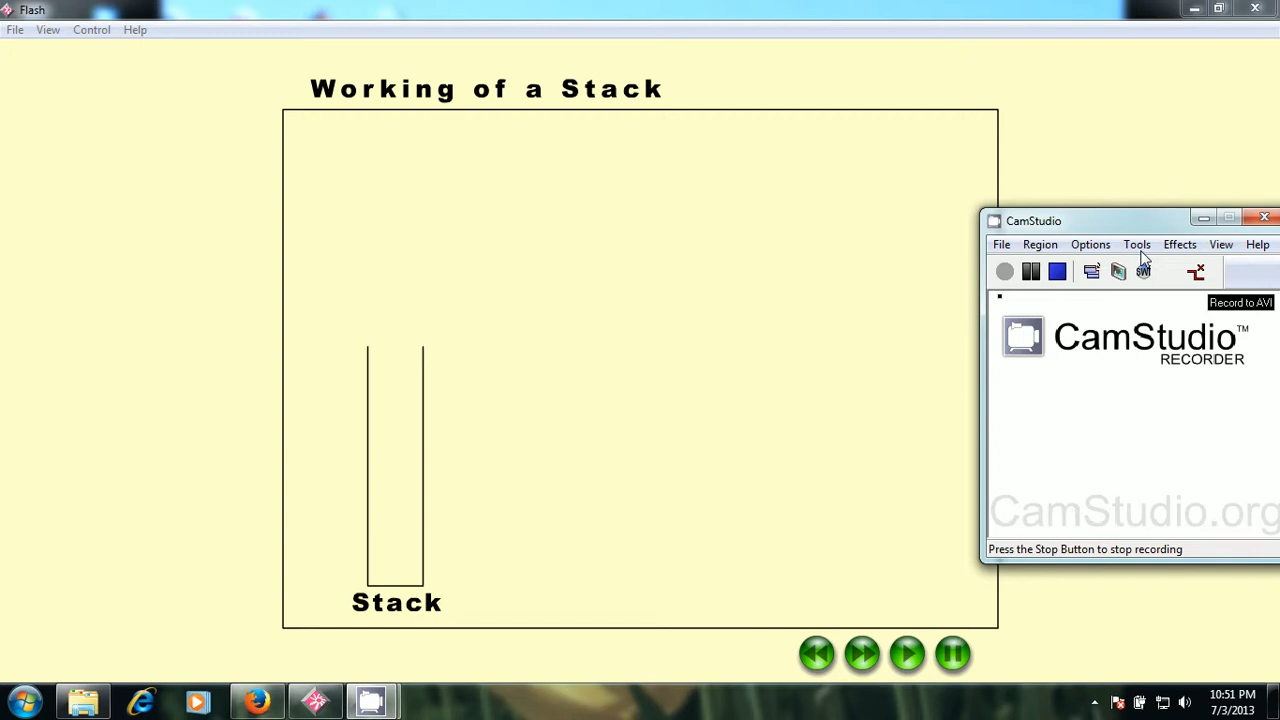 Flash
File View Control Help
Working of a Stack
CamStudio
File Region Options Tools Effects View Help
SWF
Record to AVI
CamStudio™
RECORDER
CamStudio.org
Press the Stop Button to stop recording
Stack
10:51 PM
7/3/2013